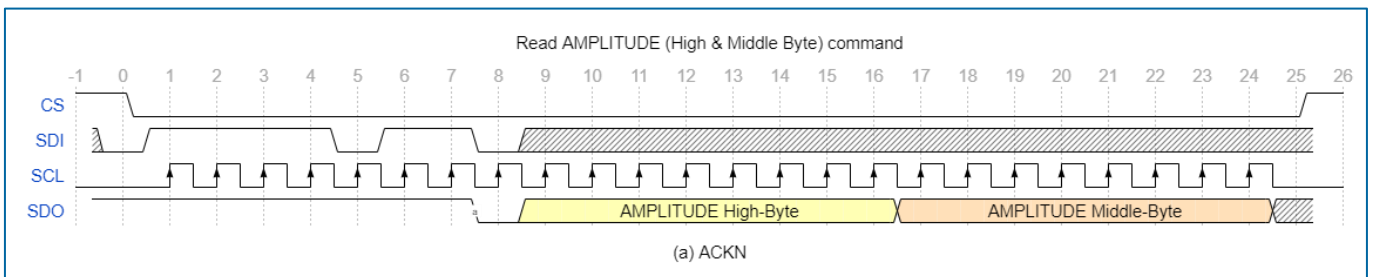 Read AMPLITUDE (High & Middle Byte) command
-1 0 1 2 3 4 5 6 7 8 9 10 11 12 13 14 15 16 17 18 19 20 21 22 23 24 25 26
CS
SDI
SCL
SDO a AMPLITUDE High-Byte AMPLITUDE Middle-Byte
(a) ACKN